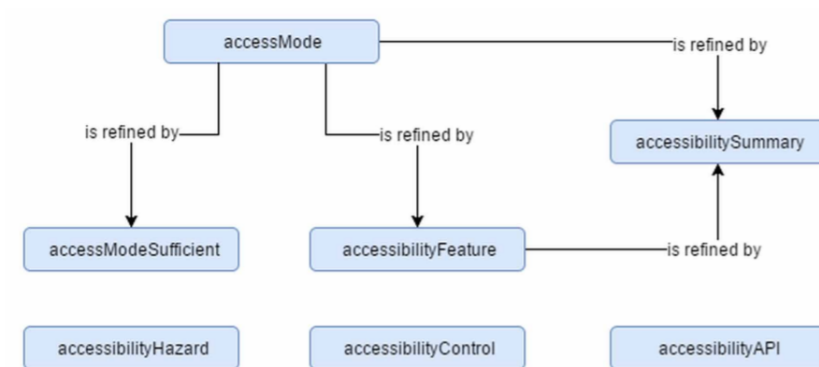 accessMode
is refined by
is refined by
is refined by
accessibilitySummary
accessModeSufficient
accessibilityFeature
is refined by
accessibilityHazard
accessibilityControl
accessibilityAPI